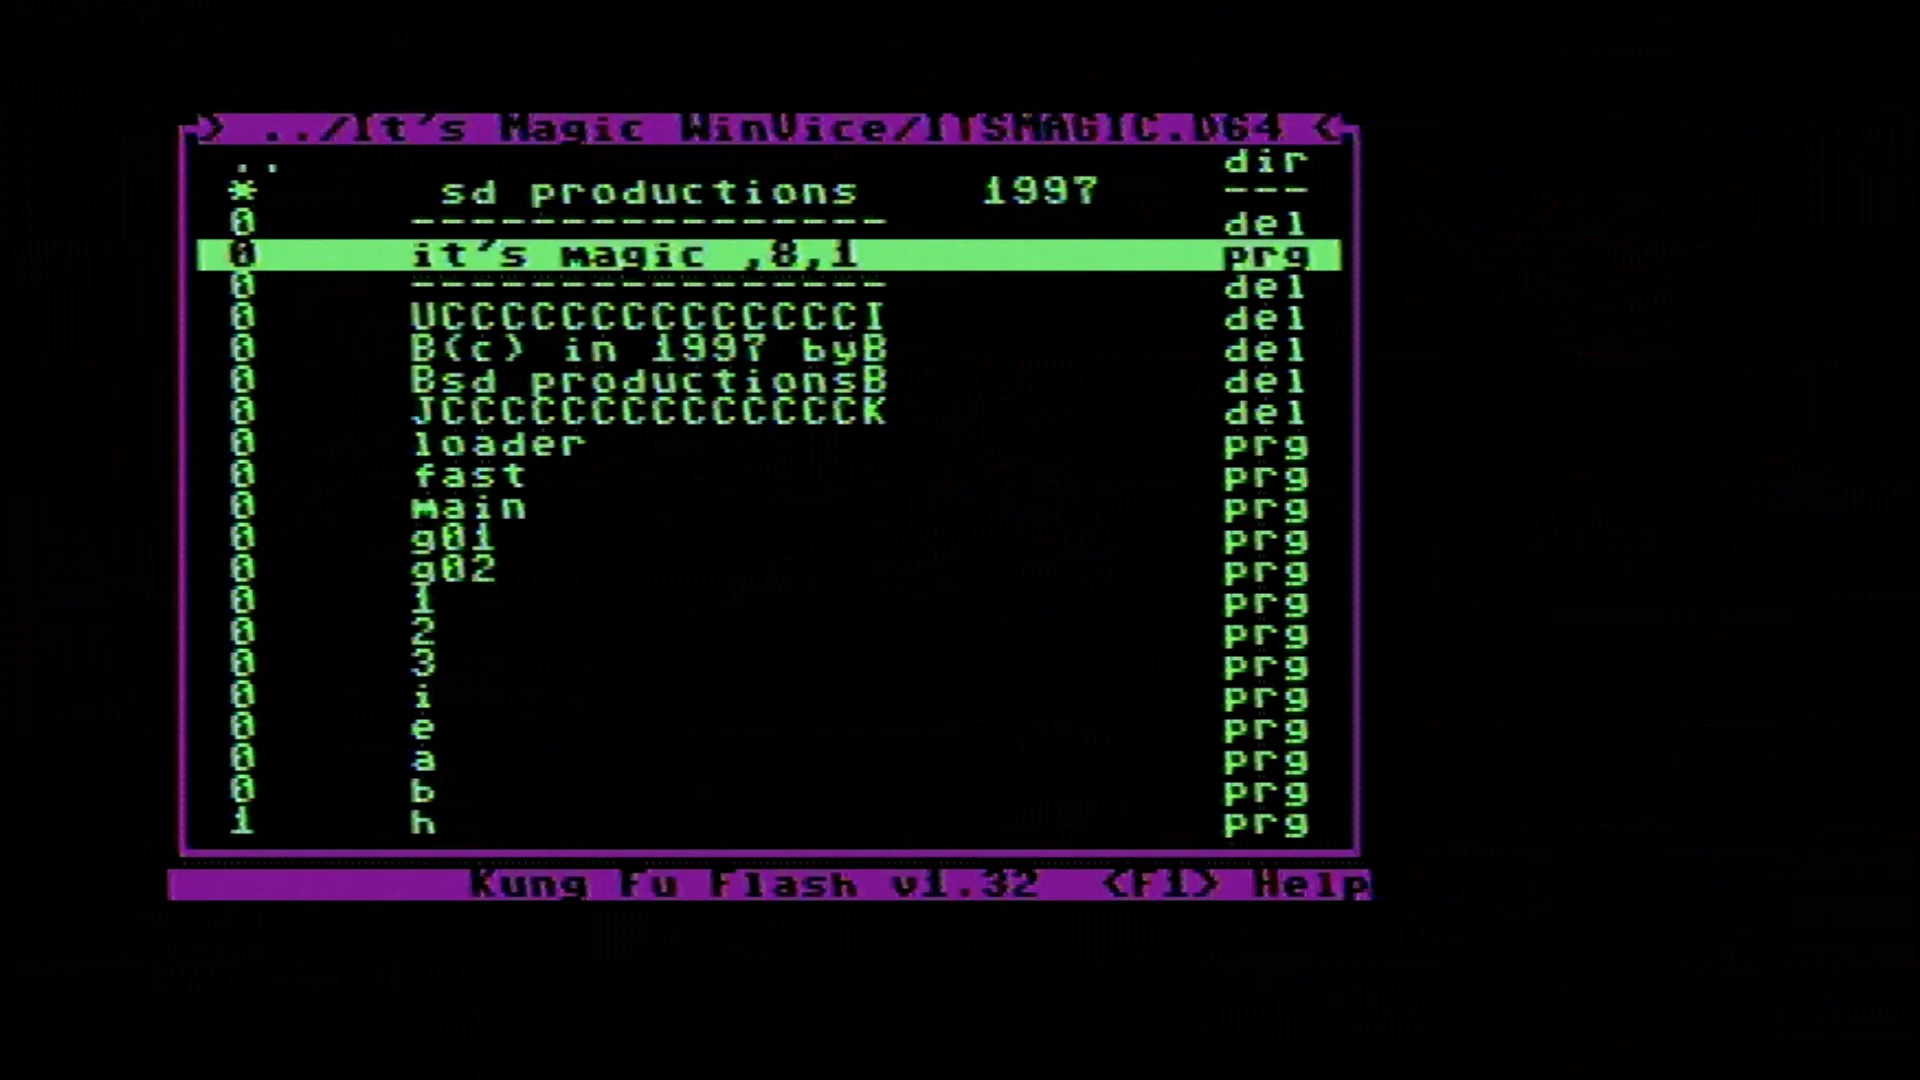 > ../It's Magic WinVice/ITSMAGIC.D64 <
.. dir
* sd productions 1997 ---
0 ---------------- del
0 it's magic ,8,1 prg
0 ---------------- del
0 UCCCCCCCCCCCCCCI del
0 B(c) in 1997 byB del
0 Bsd productionsB del
0 JCCCCCCCCCCCCCCK del
0 loader prg
0 fast prg
0 main prg
0 g01 prg
0 g02 prg
0 1 prg
0 2 prg
0 3 prg
0 i prg
0 e prg
0 a prg
0 b prg
1 h prg
Kung Fu Flash v1.32 <F1> Help